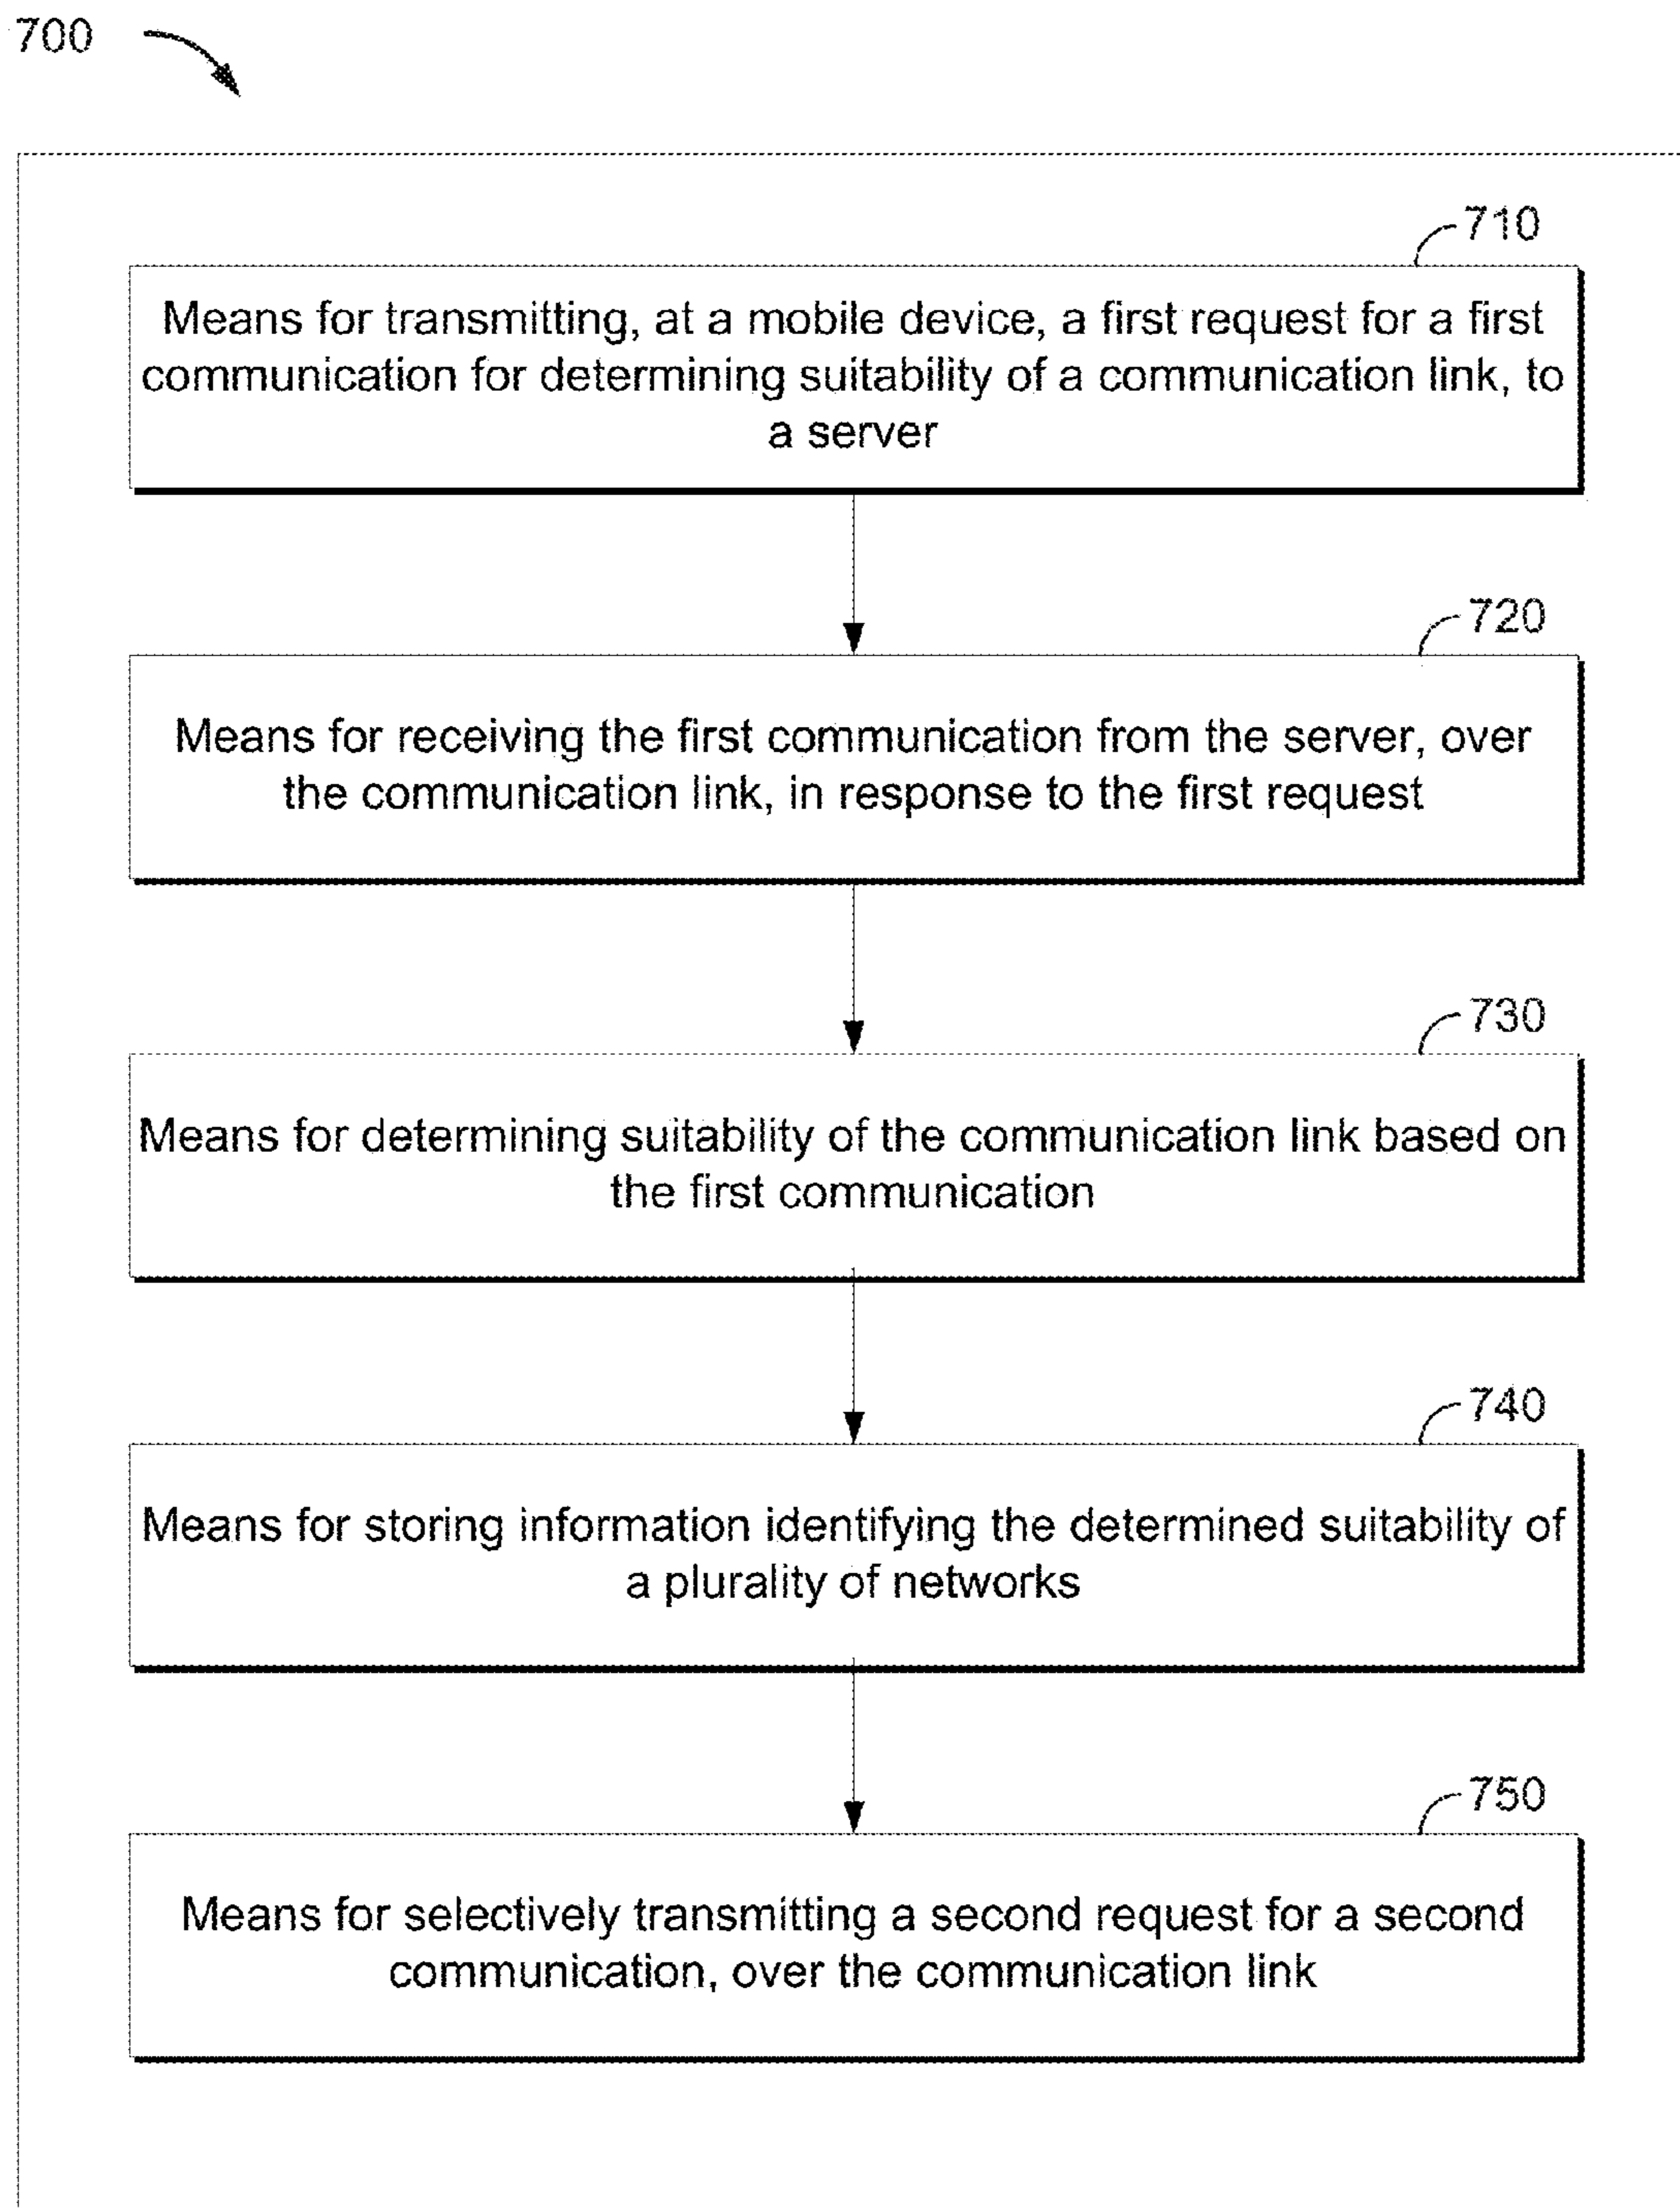 700
710
Means for transmitting, at a mobile device, a first request for a first
communication for determining suitability of a communication link, to
a server
720
Means for receiving the first communication from the server, over
the communication link, in response to the first request
730
Means for determining suitability of the communication link based on
the first communication
740
Means for storing information identifying the determined suitability of
a plurality of networks
750
Means for selectively transmitting a second request for a second
communication, over the communication link